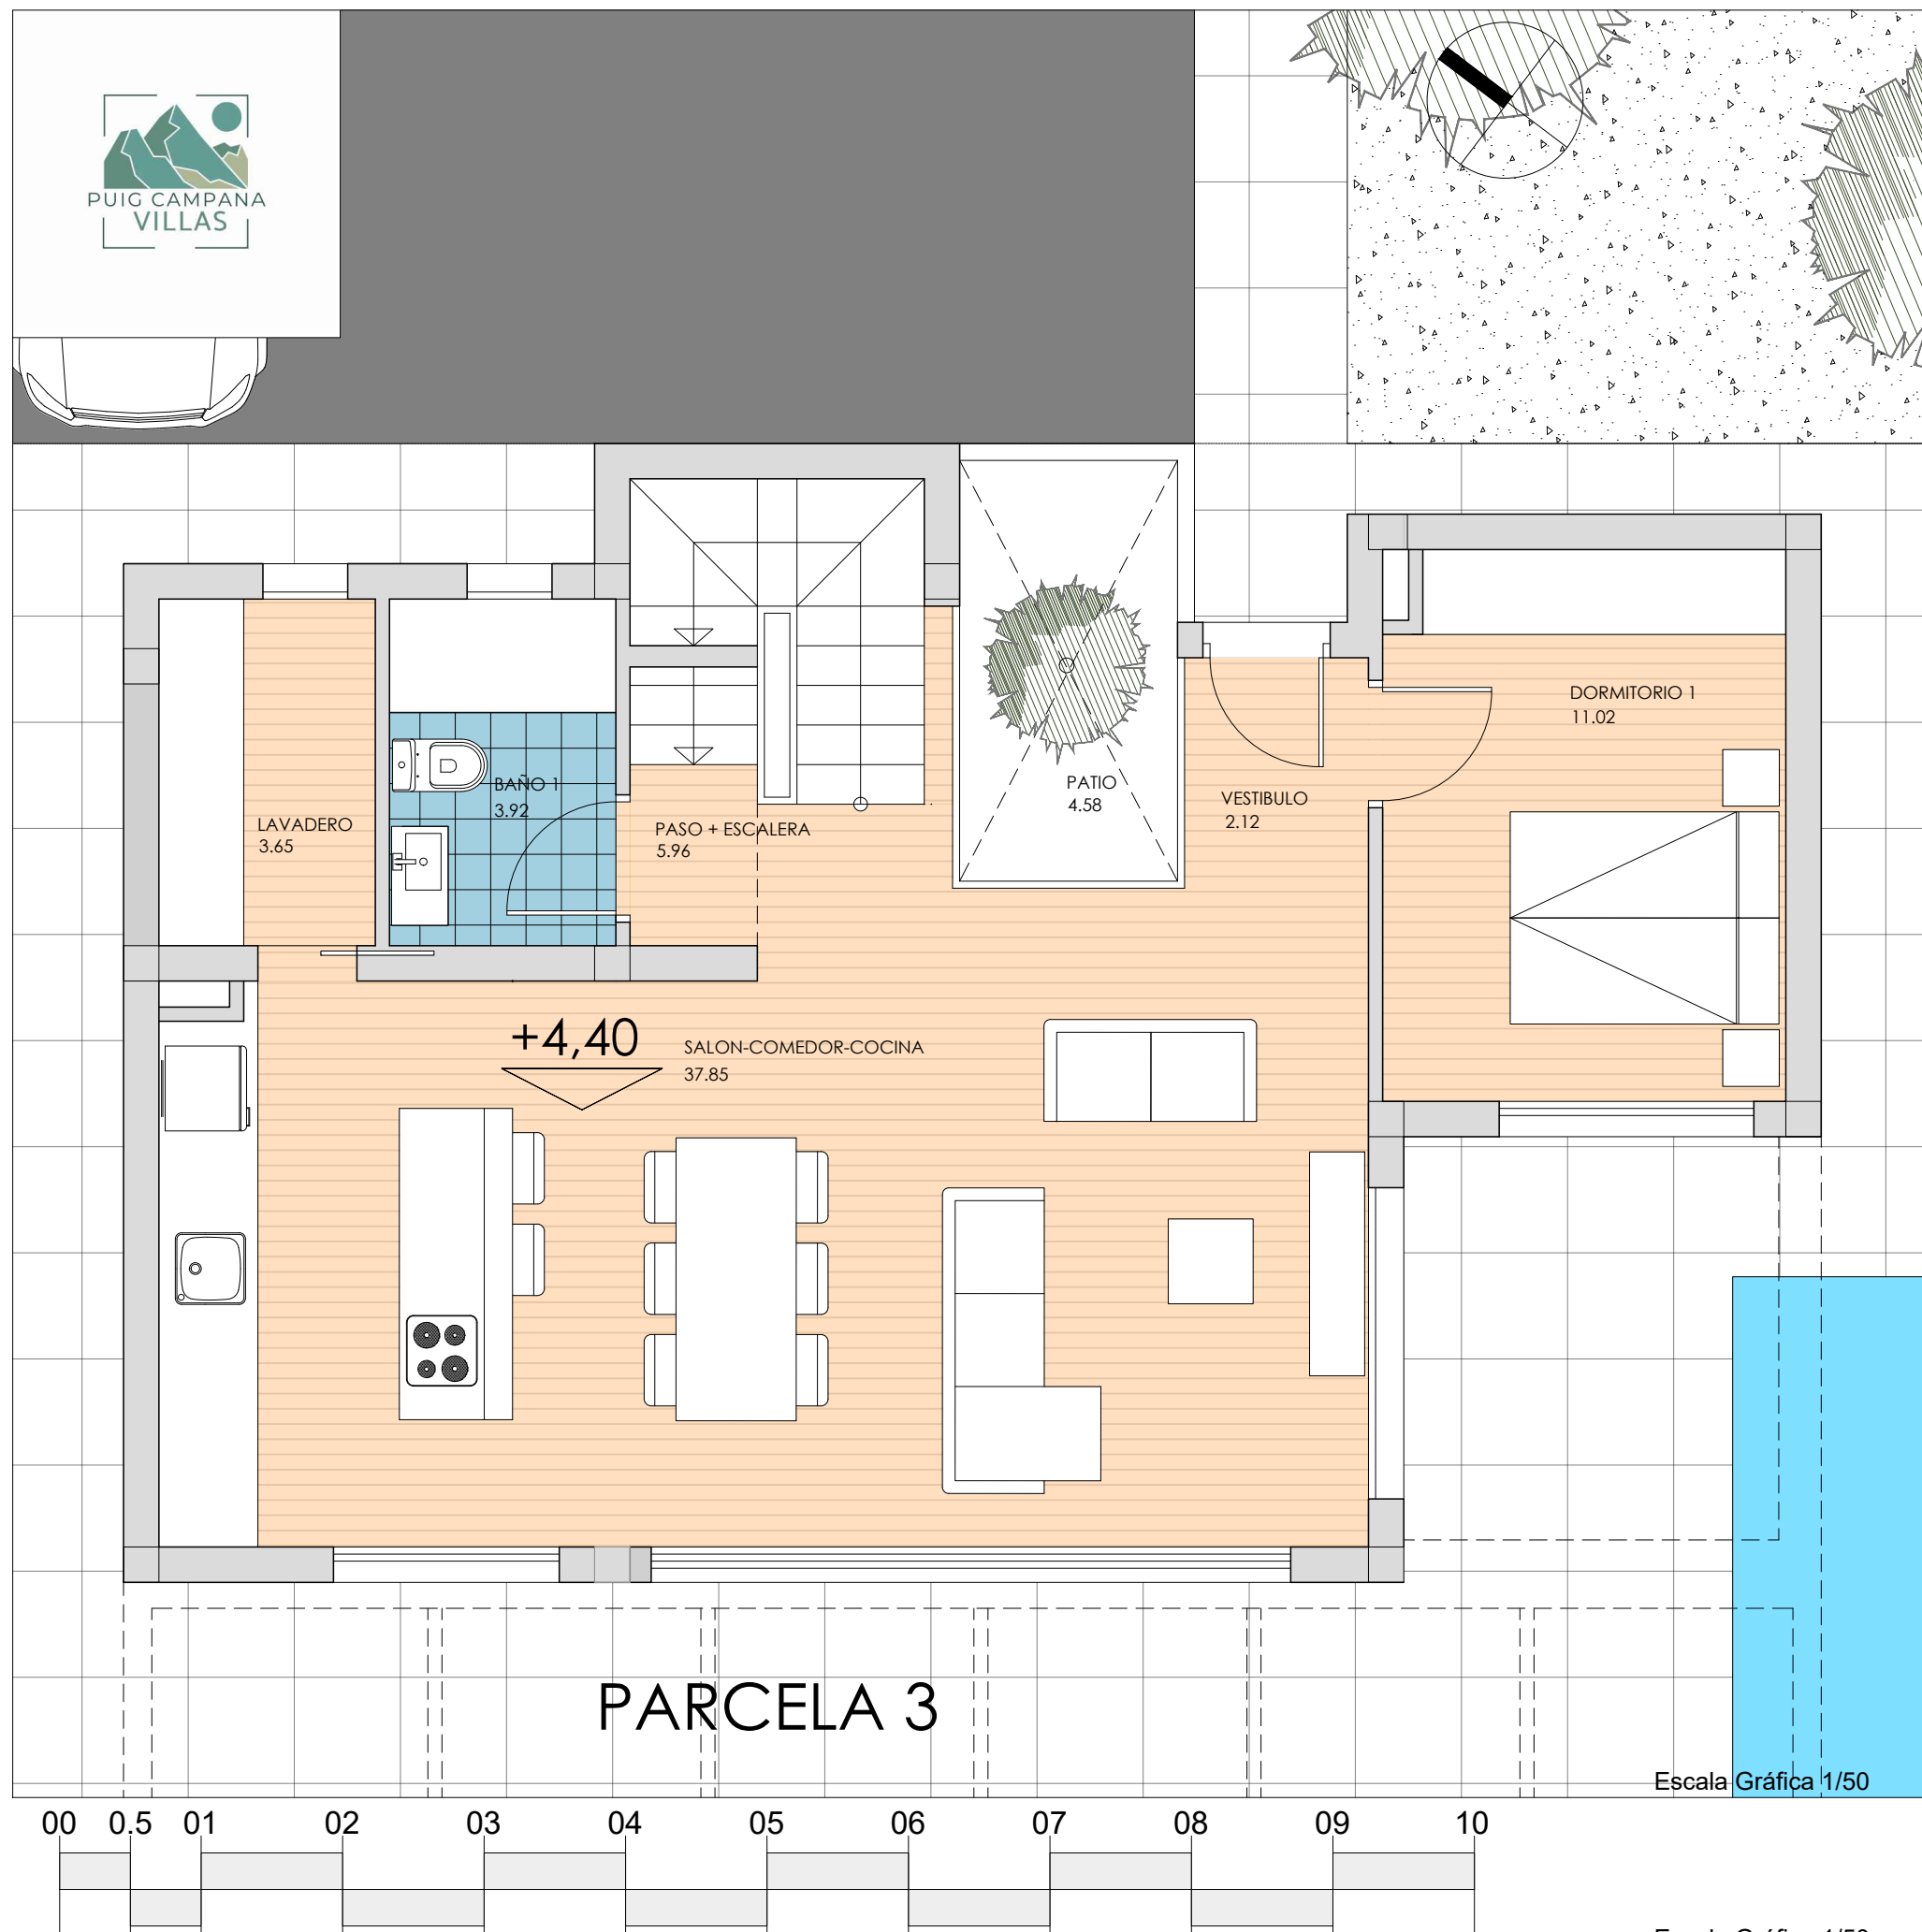 PUIG CAMPANA
VILLAS
DORMITORIO 1
11.02
PATIO
4.58
VESTIBULO
2.12
BAÑO 1
3.92
LAVADERO
3.65
PASO + ESCALERA
5.96
+4,40
SALON-COMEDOR-COCINA
37.85
PARCELA 3
Escala Gráfica 1/50
00 0.5 01 02 03 04 05 06 07 08 09 10